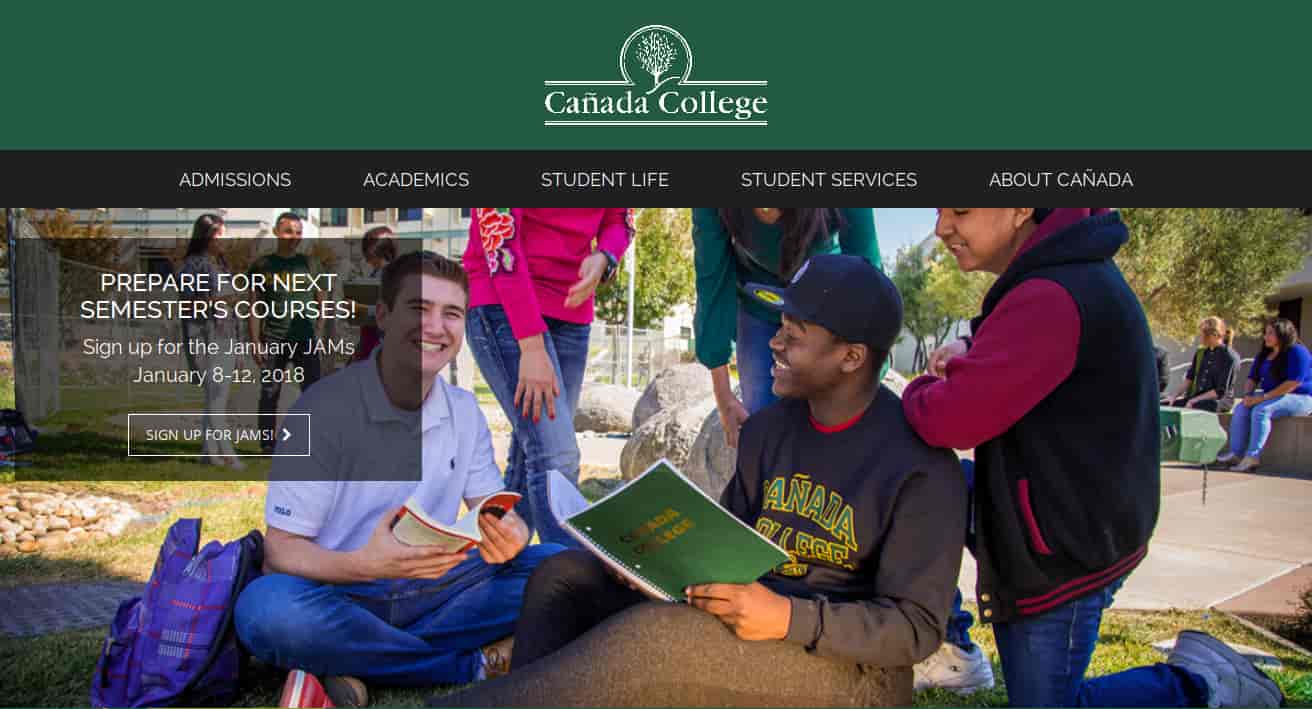 Cañada College
ADMISSIONS
ACADEMICS
STUDENT LIFE
STUDENT SERVICES
ABOUT CAÑADA
PREPARE FOR NEXT
SEMESTER'S COURSES!
Sign up for the January JAMs
January 8-12, 2018
SIGN UP FOR JAMS!
POLO
CAÑADA
COLLEGE
CAÑADA
COLLEGE